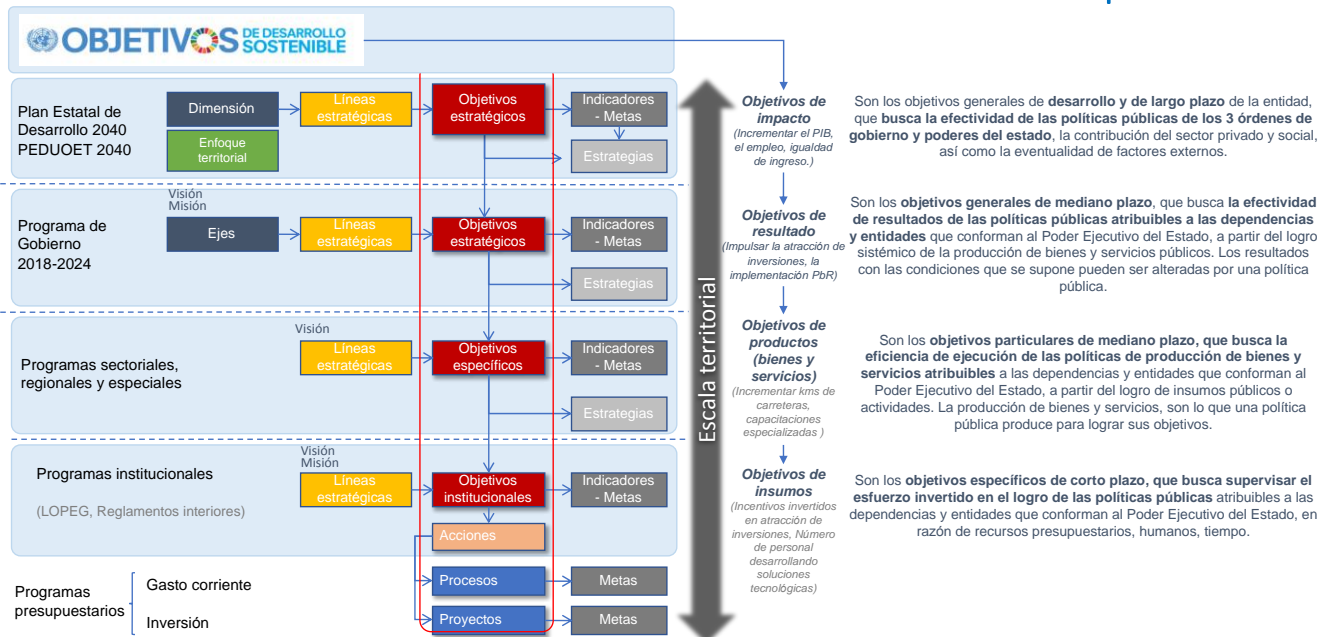 OBJETIVOS DE DESARROLLO
SOSTENIBLE
Plan Estatal de
Desarrollo 2040
PEDUOET 2040
Dimensión
Enfoque
territorial
Líneas
estratégicas
Objetivos
estratégicos
Indicadores
- Metas
Estrategias
Visión
Misión
Programa de
Gobierno
2018-2024
Ejes
Líneas
estratégicas
Objetivos
estratégicos
Indicadores
- Metas
Estrategias
Visión
Programas sectoriales,
regionales y especiales
Líneas
estratégicas
Objetivos
específicos
Indicadores
- Metas
Estrategias
Visión
Misión
Programas institucionales
(LOPEG, Reglamentos interiores)
Líneas
estratégicas
Objetivos
institucionales
Indicadores
- Metas
Acciones
Programas
presupuestarios
Gasto corriente
Inversión
Procesos
Metas
Proyectos
Metas
Escala territorial
Objetivos de
impacto
(Incrementar el PIB,
el empleo, igualdad
de ingreso.)
Son los objetivos generales de desarrollo y de largo plazo de la entidad,
que busca la efectividad de las políticas públicas de los 3 órdenes de
gobierno y poderes del estado, la contribución del sector privado y social,
así como la eventualidad de factores externos.
Objetivos de
resultado
(Impulsar la atracción de
inversiones, la
implementación PbR)
Son los objetivos generales de mediano plazo, que busca la efectividad
de resultados de las políticas públicas atribuibles a las dependencias
y entidades que conforman al Poder Ejecutivo del Estado, a partir del logro
sistémico de la producción de bienes y servicios públicos. Los resultados
con las condiciones que se supone pueden ser alteradas por una política
pública.
Objetivos de
productos
(bienes y
servicios)
(Incrementar kms de
carreteras,
capacitaciones
especializadas )
Son los objetivos particulares de mediano plazo, que busca la
eficiencia de ejecución de las políticas de producción de bienes y
servicios atribuibles a las dependencias y entidades que conforman al
Poder Ejecutivo del Estado, a partir del logro de insumos públicos o
actividades. La producción de bienes y servicios, son lo que una política
pública produce para lograr sus objetivos.
Objetivos de
insumos
(Incentivos invertidos
en atracción de
inversiones, Número
de personal
desarrollando
soluciones
tecnológicas)
Son los objetivos específicos de corto plazo, que busca supervisar el
esfuerzo invertido en el logro de las políticas públicas atribuibles a las
dependencias y entidades que conforman al Poder Ejecutivo del Estado, en
razón de recursos presupuestarios, humanos, tiempo.